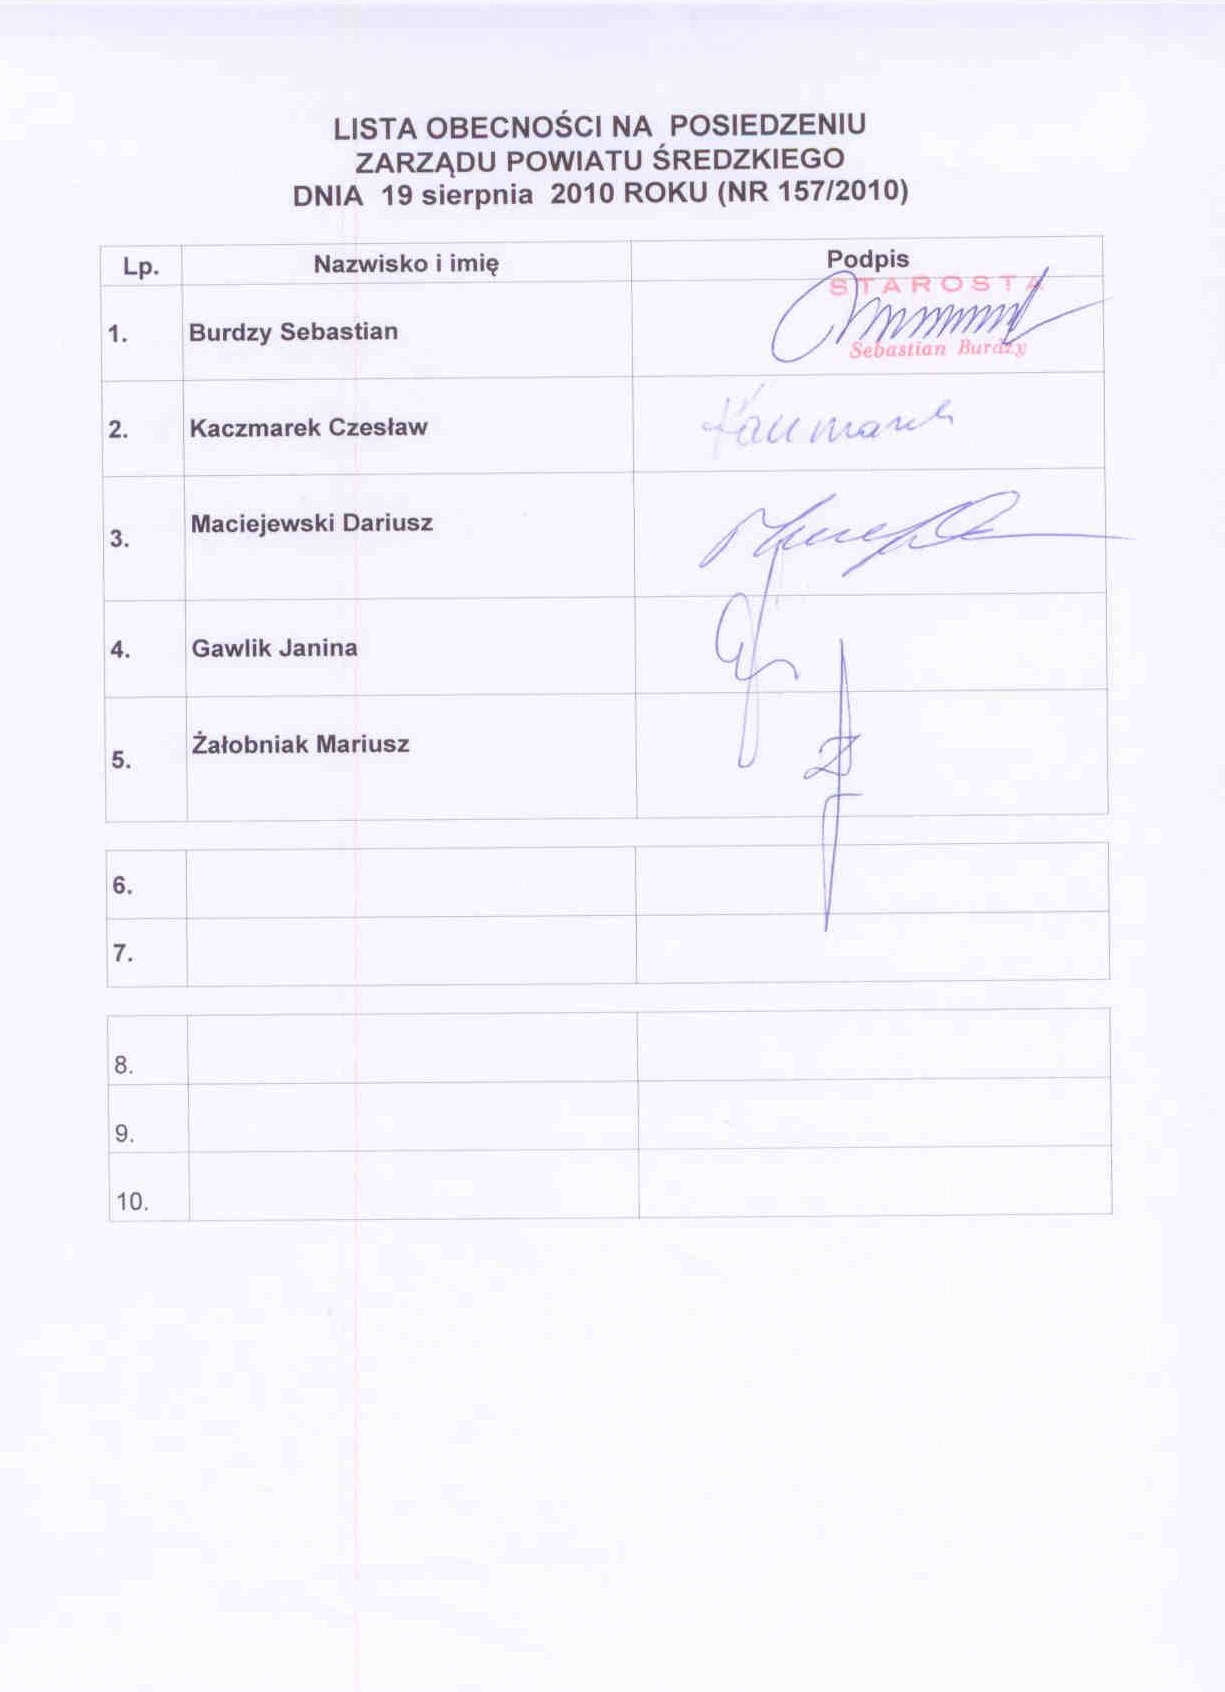 LISTA OBECNOŚCI NA POSIEDZENIU
ZARZĄDU POWIATU ŚREDZKIEGO
DNIA 19 sierpnia 2010 ROKU (NR 157/2010)
Lp. Nazwisko i imię Podpis
STAROSTA
1. Burdzy Sebastian
Sebastian Burdzy
2. Kaczmarek Czesław Kaczmarek
3. Maciejewski Dariusz
4. Gawlik Janina
5. Żałobniak Mariusz
6.
7.
8.
9.
10.